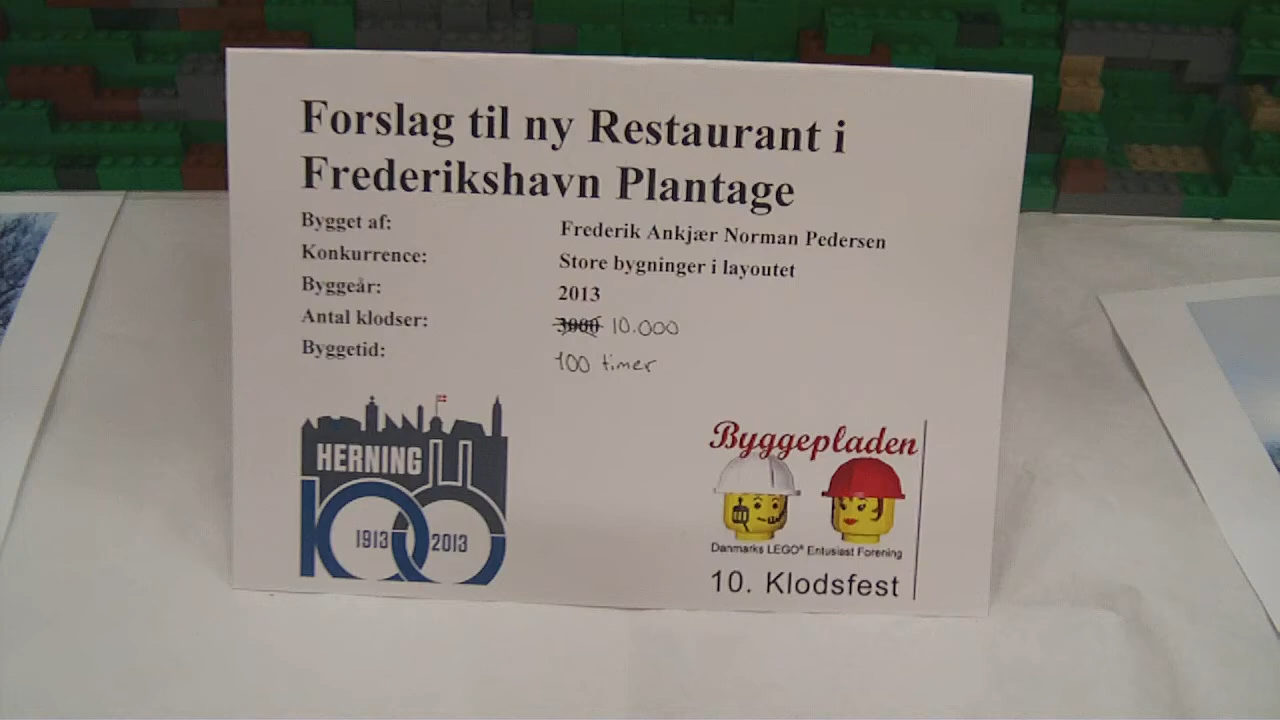 Forslag til ny Restaurant i
Frederikshavn Plantage
Bygget af: Frederik Ankjær Norman Pedersen
Konkurrence: Store bygninger i layoutet
Byggeår: 2013
Antal klodser: 3000 10.000
Byggetid: 100 timer
HERNING
100
1913 2013
Byggepladen
Danmarks LEGO® Entusiast Forening
10. Klodsfest